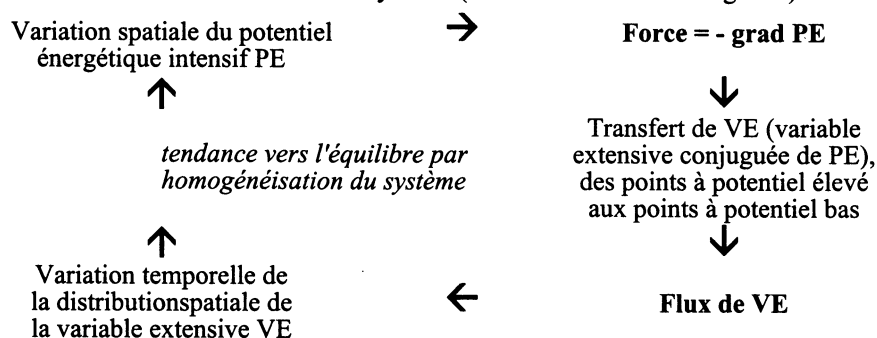 Variation spatiale du potentiel
énergétique intensif PE
→
Force = - grad PE
↑
↓
Transfert de VE (variable
extensive conjuguée de PE),
des points à potentiel élevé
aux points à potentiel bas
tendance vers l'équilibre par
homogénéisation du système
↑
↓
Variation temporelle de
la distributionspatiale de
la variable extensive VE
←
Flux de VE